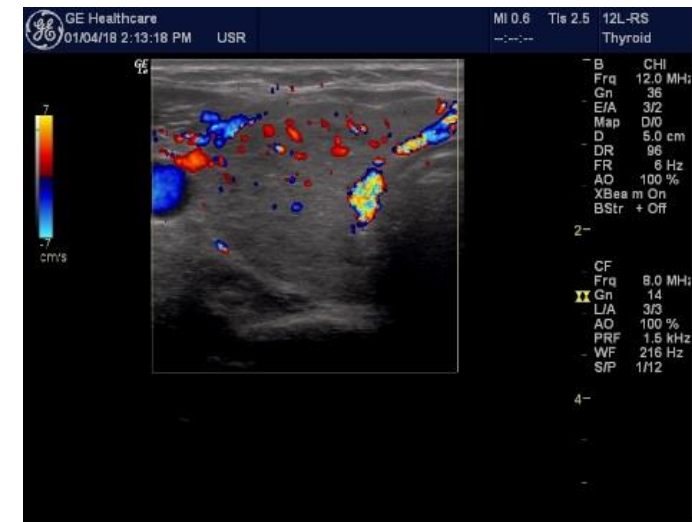 GE Healthcare
01/04/18 2:13:18 PM USR
MI 0.6 TIs 2.5 12L-RS
--:--:-- Thyroid
7
-7
cm/s
B CHI
Frq 12.0 MHz
Gn 36
E/A 3/2
Map D/0
D 5.0 cm
DR 96
FR 6 Hz
AO 100 %
XBeam On
BStr + Off
2-
CF
Frq 8.0 MHz
Gn 14
L/A 3/3
AO 100 %
PRF 1.5 kHz
WF 216 Hz
S/P 1/12
4-